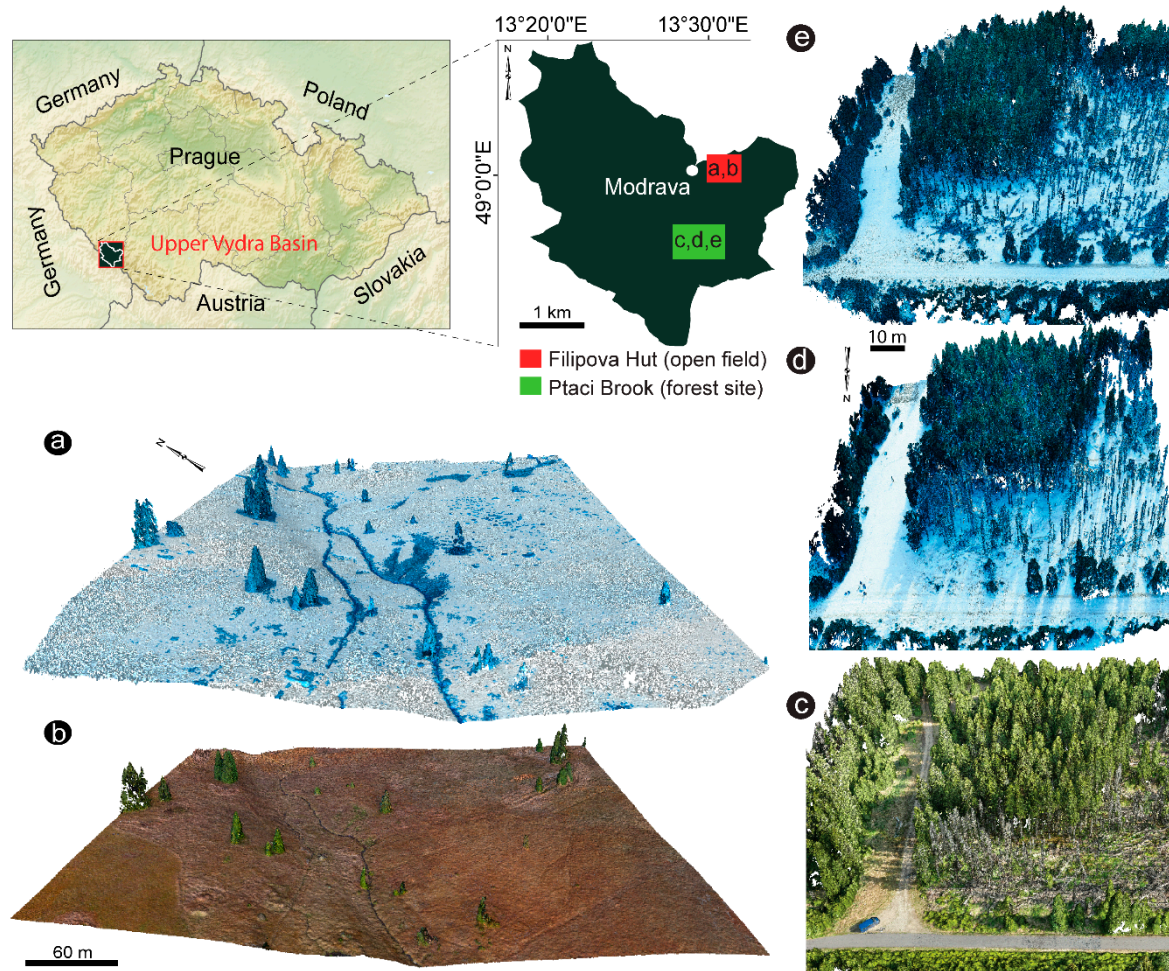 13°20'0"E 13°30'0"E
Germany
Poland
Prague
Germany
Upper Vydra Basin
Austria
Slovakia
N
49°0'0"E
Modrava
a,b
c,d,e
1 km
Filipova Hut (open field)
Ptaci Brook (forest site)
e
10 m
d
N
a
N
b
60 m
c